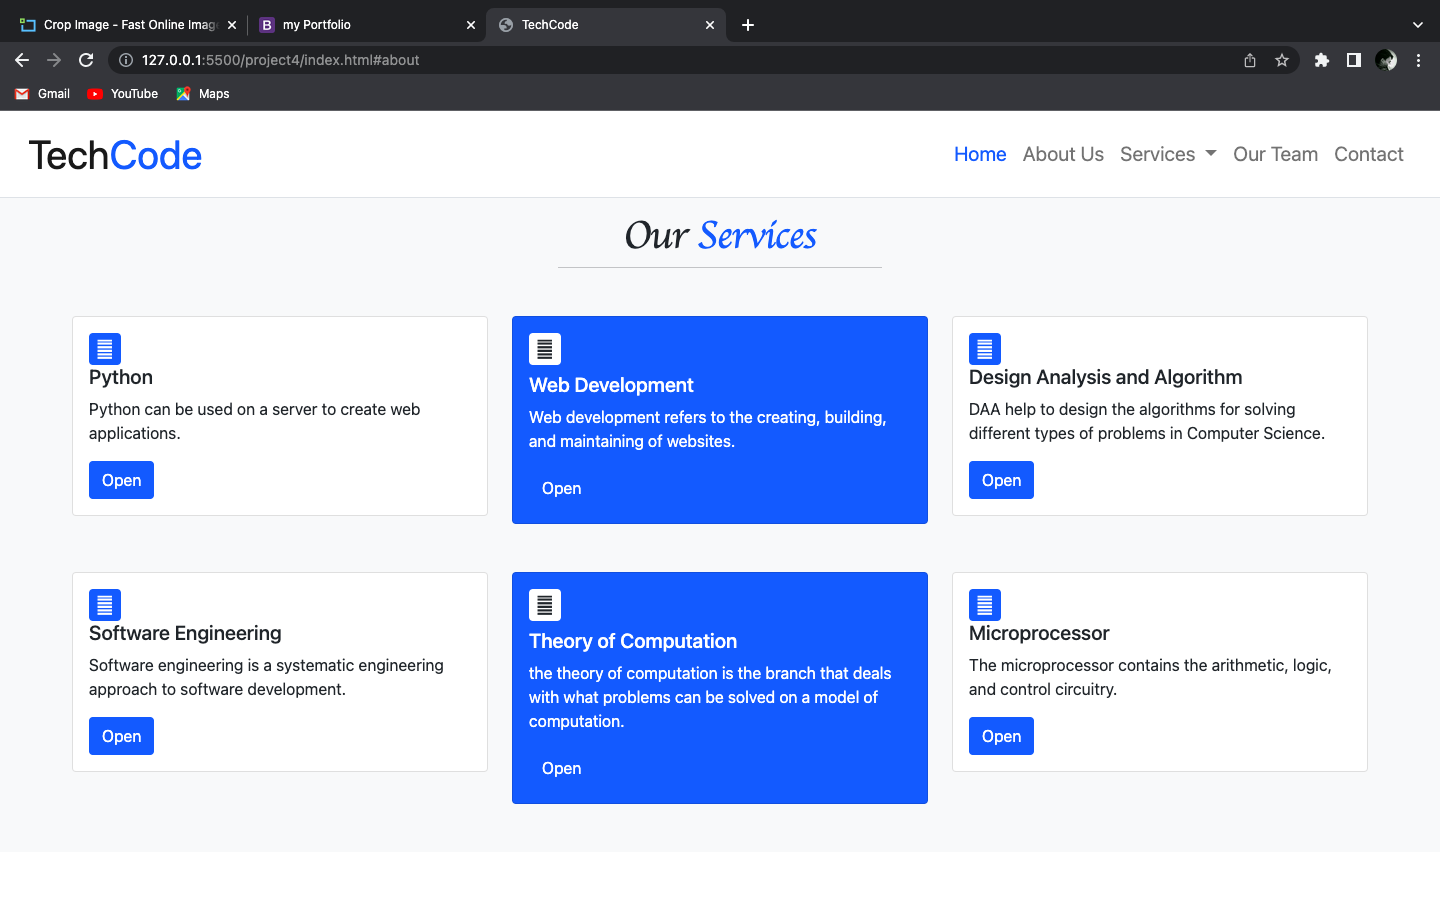 Crop Image - Fast Online Imag
my Portfolio
TechCode
127.0.0.1:5500/project4/index.html#about
Gmail YouTube Maps
TechCode
Home About Us Services Our Team Contact
Our Services
Python
Python can be used on a server to create web
applications.
Open
Web Development
Web development refers to the creating, building,
and maintaining of websites.
Open
Design Analysis and Algorithm
DAA help to design the algorithms for solving
different types of problems in Computer Science.
Open
Software Engineering
Software engineering is a systematic engineering
approach to software development.
Open
Theory of Computation
the theory of computation is the branch that deals
with what problems can be solved on a model of
computation.
Open
Microprocessor
The microprocessor contains the arithmetic, logic,
and control circuitry.
Open